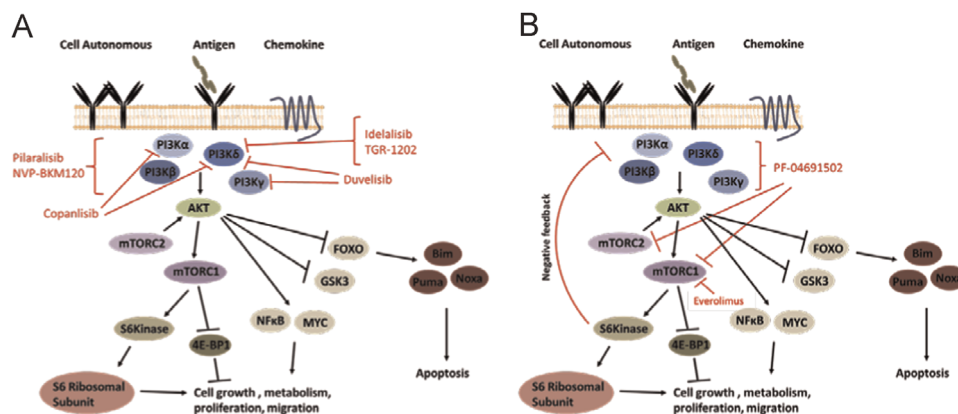 A
Cell Autonomous
Antigen
Chemokine
PI3Kα
PI3Kδ
PI3Kβ
PI3Kγ
Idelalisib
TGR-1202
Pilaralisib
NVP-BKM120
Duvelisib
Copanlisib
AKT
mTORC2
mTORC1
FOXO
GSK3
Bim
Puma
Noxa
NFκB
MYC
S6Kinase
4E-BP1
S6 Ribosomal
Subunit
Cell growth , metabolism,
proliferation, migration
Apoptosis
B
Cell Autonomous
Antigen
Chemokine
PI3Kα
PI3Kδ
PI3Kβ
PI3Kγ
PF-04691502
AKT
mTORC2
mTORC1
Negative feedback
FOXO
GSK3
Bim
Puma
Noxa
Everolimus
NFκB
MYC
S6Kinase
4E-BP1
S6 Ribosomal
Subunit
Cell growth , metabolism,
proliferation, migration
Apoptosis